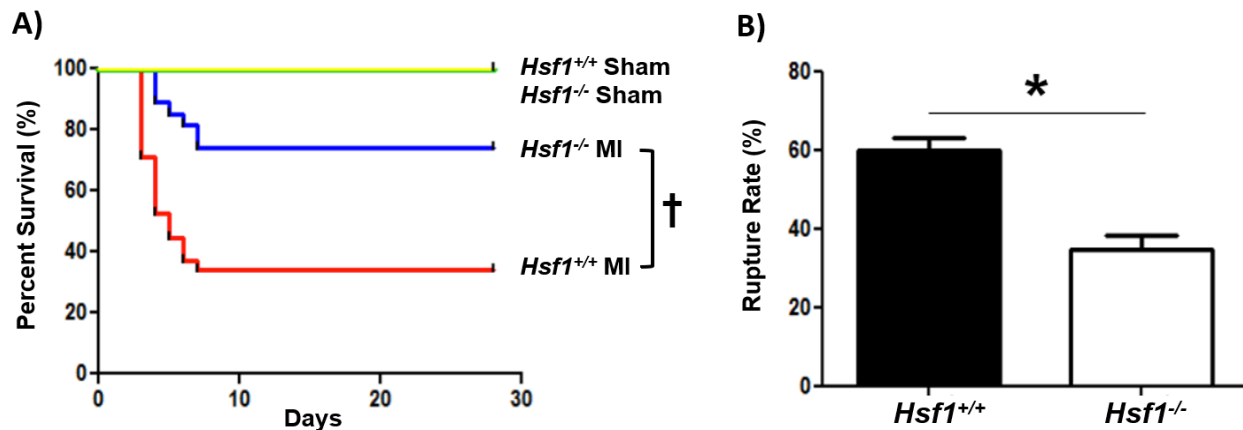 A)
Percent Survival (%)
100
80
60
40
20
0
0 10 20 30
Days
Hsf1+/+ Sham
Hsf1-/- Sham
Hsf1-/- MI
†
Hsf1+/+ MI
B)
Rupture Rate (%)
80
60
40
20
0
*
Hsf1+/+ Hsf1-/-